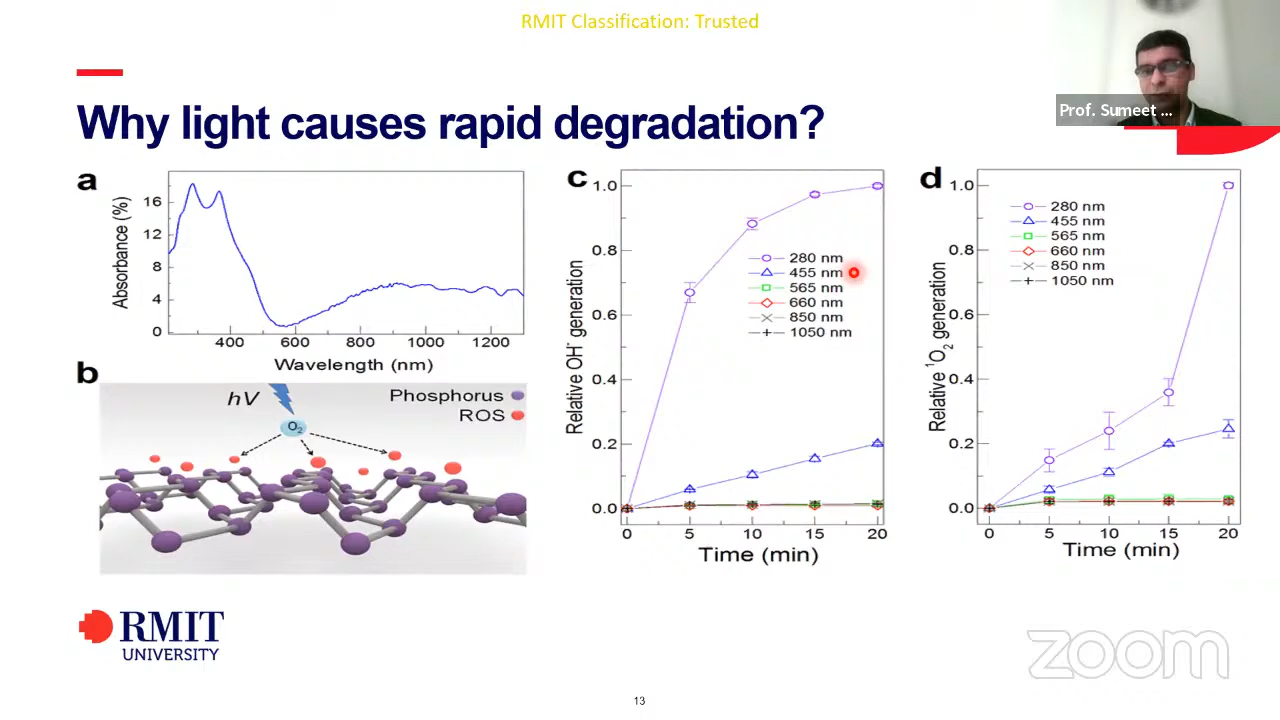 RMIT Classification: Trusted
Prof. Sumeet ...
Why light causes rapid degradation?
a
16
12
8
4
0
Absorbance (%)
400 600 800 1000 1200
Wavelength (nm)
b
hV
O2
Phosphorus
ROS
c
1.0
0.8
0.6
0.4
0.2
0.0
Relative OH· generation
280 nm
455 nm
565 nm
660 nm
850 nm
1050 nm
0 5 10 15 20
Time (min)
d
1.0
0.8
0.6
0.4
0.2
0.0
Relative ¹O₂ generation
280 nm
455 nm
565 nm
660 nm
850 nm
1050 nm
0 5 10 15 20
Time (min)
RMIT
UNIVERSITY
zoom
13